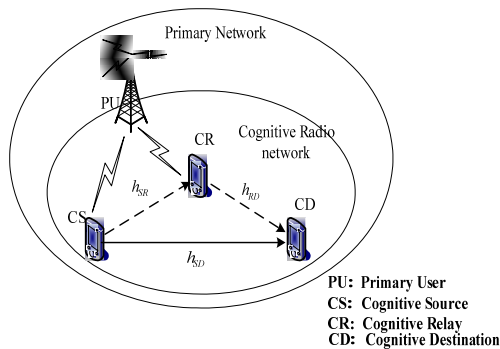 Primary Network
PU
Cognitive Radio
network
CR
h_SR
h_RD
CD
CS
h_SD
PU: Primary User
CS: Cognitive Source
CR: Cognitive Relay
CD: Cognitive Destination